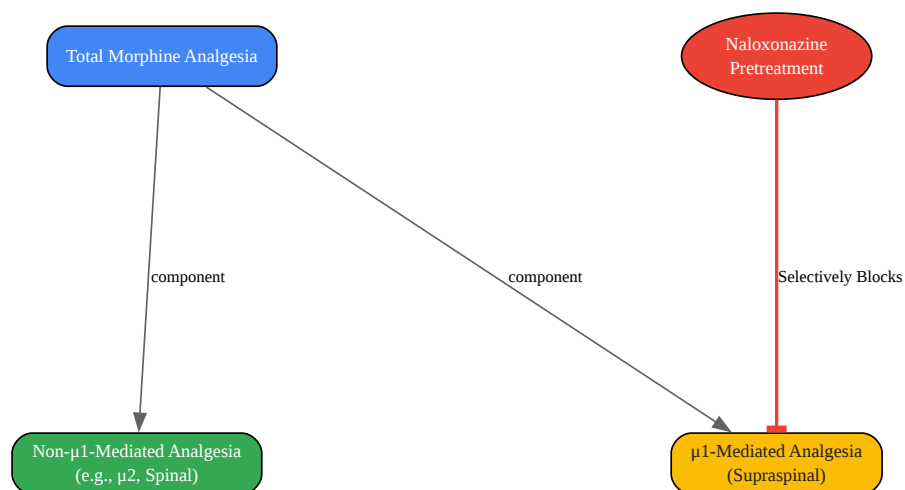 Total Morphine Analgesia
Naloxonazine
Pretreatment
component
component
Selectively Blocks
Non-μ1-Mediated Analgesia
(e.g., μ2, Spinal)
μ1-Mediated Analgesia
(Supraspinal)